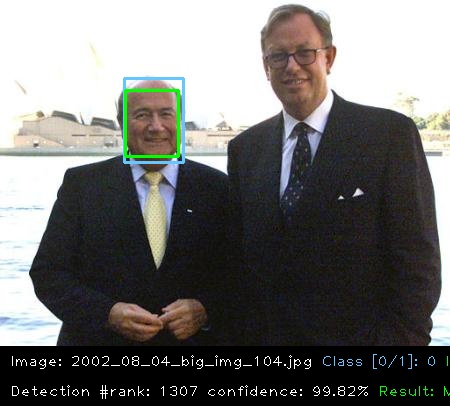 Image: 2002_08_04_big_img_104.jpg Class [0/1]: 0
Detection #rank: 1307 confidence: 99.82% Result: